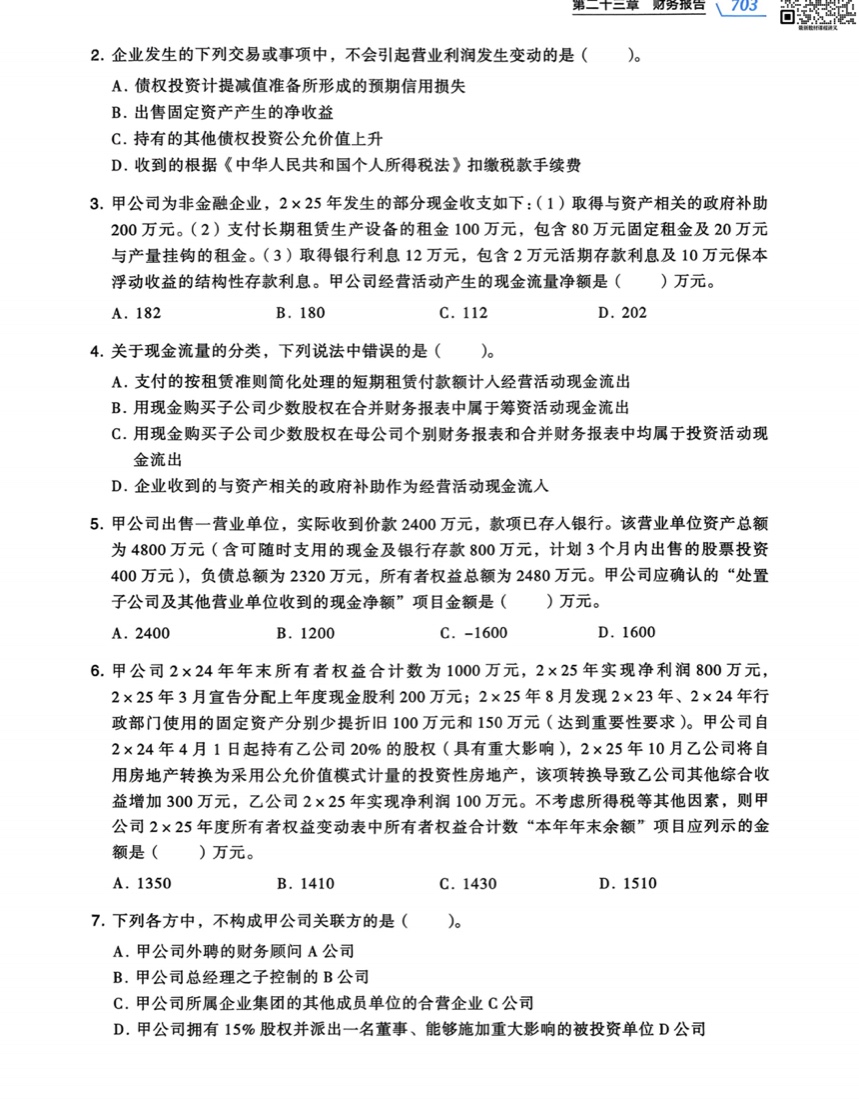 第二十三章 财务报告 703
2. 企业发生的下列交易或事项中，不会引起营业利润发生变动的是（ ）。
A. 债权投资计提减值准备所形成的预期信用损失
B. 出售固定资产产生的净收益
C. 持有的其他债权投资公允价值上升
D. 收到的根据《中华人民共和国个人所得税法》扣缴税款手续费
3. 甲公司为非金融企业，2×25 年发生的部分现金收支如下：（1）取得与资产相关的政府补助
200 万元。（2）支付长期租赁生产设备的租金 100 万元，包含 80 万元固定租金及 20 万元
与产量挂钩的租金。（3）取得银行利息 12 万元，包含 2 万元活期存款利息及 10 万元保本
浮动收益的结构性存款利息。甲公司经营活动产生的现金流量净额是（ ）万元。
A. 182 B. 180 C. 112 D. 202
4. 关于现金流量的分类，下列说法中错误的是（ ）。
A. 支付的按租赁准则简化处理的短期租赁付款额计入经营活动现金流出
B. 用现金购买子公司少数股权在合并财务报表中属于筹资活动现金流出
C. 用现金购买子公司少数股权在母公司个别财务报表和合并财务报表中均属于投资活动现
金流出
D. 企业收到的与资产相关的政府补助作为经营活动现金流入
5. 甲公司出售一营业单位，实际收到价款 2400 万元，款项已存入银行。该营业单位资产总额
为 4800 万元（含可随时支用的现金及银行存款 800 万元，计划 3 个月内出售的股票投资
400 万元），负债总额为 2320 万元，所有者权益总额为 2480 万元。甲公司应确认的“处置
子公司及其他营业单位收到的现金净额”项目金额是（ ）万元。
A. 2400 B. 1200 C. -1600 D. 1600
6. 甲公司 2×24 年年末所有者权益合计数为 1000 万元，2×25 年实现净利润 800 万元，
2×25 年 3 月宣告分配上年度现金股利 200 万元；2×25 年 8 月发现 2×23 年、2×24 年行
政部门使用的固定资产分别少提折旧 100 万元和 150 万元（达到重要性要求）。甲公司自
2×24 年 4 月 1 日起持有乙公司 20% 的股权（具有重大影响），2×25 年 10 月乙公司将自
用房地产转换为采用公允价值模式计量的投资性房地产，该项转换导致乙公司其他综合收
益增加 300 万元，乙公司 2×25 年实现净利润 100 万元。不考虑所得税等其他因素，则甲
公司 2×25 年度所有者权益变动表中所有者权益合计数“本年年末余额”项目应列示的金
额是（ ）万元。
A. 1350 B. 1410 C. 1430 D. 1510
7. 下列各方中，不构成甲公司关联方的是（ ）。
A. 甲公司外聘的财务顾问 A 公司
B. 甲公司总经理之子控制的 B 公司
C. 甲公司所属企业集团的其他成员单位的合营企业 C 公司
D. 甲公司拥有 15% 股权并派出一名董事、能够施加重大影响的被投资单位 D 公司